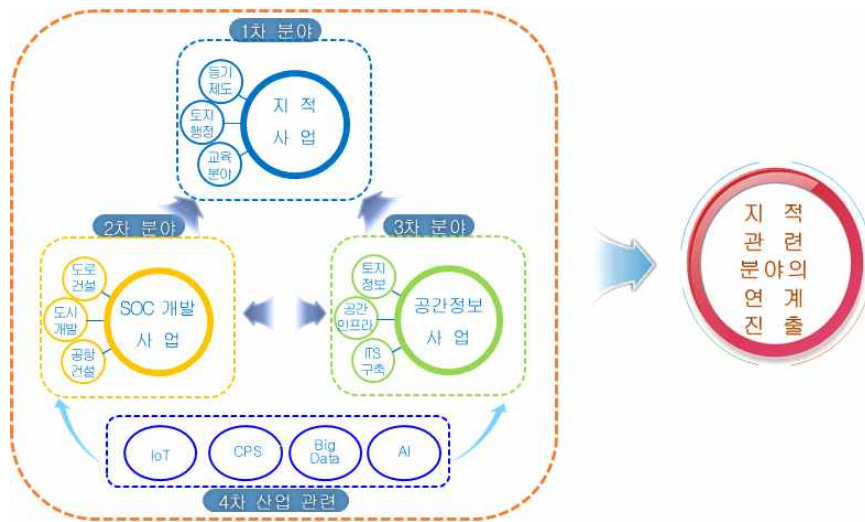 1차 분야
등기
제도
토지
행정
교육
분야
지 적
사 업
2차 분야
도로
건설
도시
개발
공항
건설
SOC 개발
사 업
3차 분야
토지
정보
공간
인프라
ITS
구축
공간정보
사 업
IoT
CPS
Big
Data
AI
4차 산업 관련
지 적
관 련
분야의
연 계
진 출